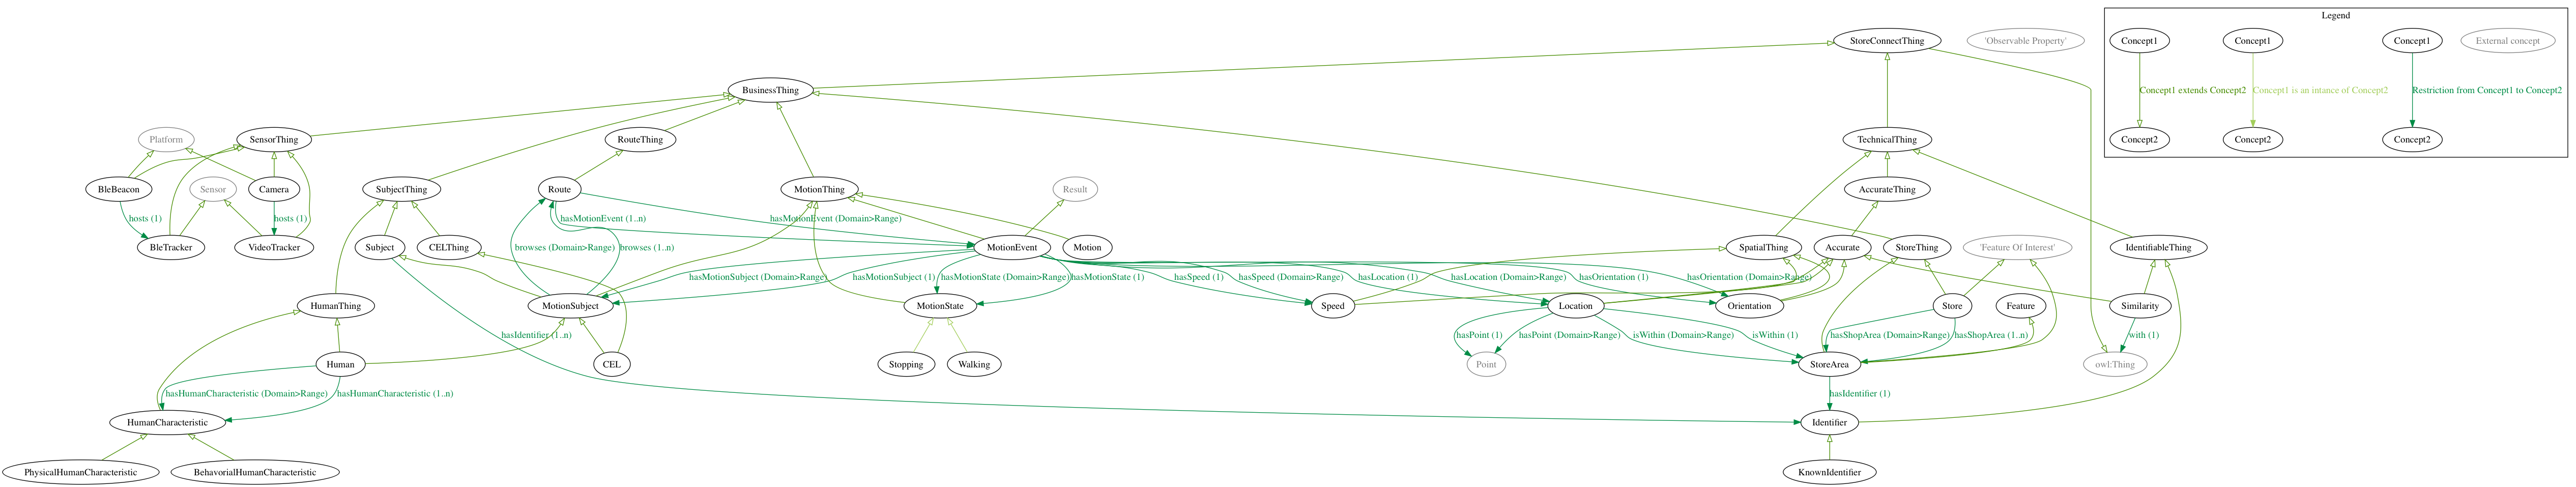 Legend
StoreConnectThing
'Observable Property'
Concept1
Concept1
Concept1
External concept
BusinessThing
Concept1 extends Concept2
Concept1 is an intance of Concept2
Restriction from Concept1 to Concept2
Platform
SensorThing
RouteThing
TechnicalThing
Concept2
Concept2
Concept2
BleBeacon
Sensor
Camera
SubjectThing
Route
MotionThing
Result
AccurateThing
hosts (1)
hosts (1)
hasMotionEvent (1..n)
hasMotionEvent (Domain>Range)
BleTracker
VideoTracker
Subject
CELThing
browses (Domain>Range)
browses (1..n)
MotionEvent
Motion
SpatialThing
Accurate
StoreThing
'Feature Of Interest'
IdentifiableThing
hasMotionSubject (Domain>Range)
hasMotionSubject (1)
hasMotionState (Domain>Range)
hasMotionState (1)
hasSpeed (1)
hasSpeed (Domain>Range)
hasLocation (1)
hasLocation (Domain>Range)
hasOrientation (1)
hasOrientation (Domain>Range)
HumanThing
MotionSubject
MotionState
Speed
Location
Orientation
Store
Feature
Similarity
hasIdentifier (1..n)
hasPoint (1)
hasPoint (Domain>Range)
isWithin (Domain>Range)
isWithin (1)
hasShopArea (Domain>Range)
hasShopArea (1..n)
with (1)
Human
CEL
Stopping
Walking
Point
StoreArea
owl:Thing
hasHumanCharacteristic (Domain>Range)
hasHumanCharacteristic (1..n)
hasIdentifier (1)
HumanCharacteristic
Identifier
PhysicalHumanCharacteristic
BehavorialHumanCharacteristic
KnownIdentifier